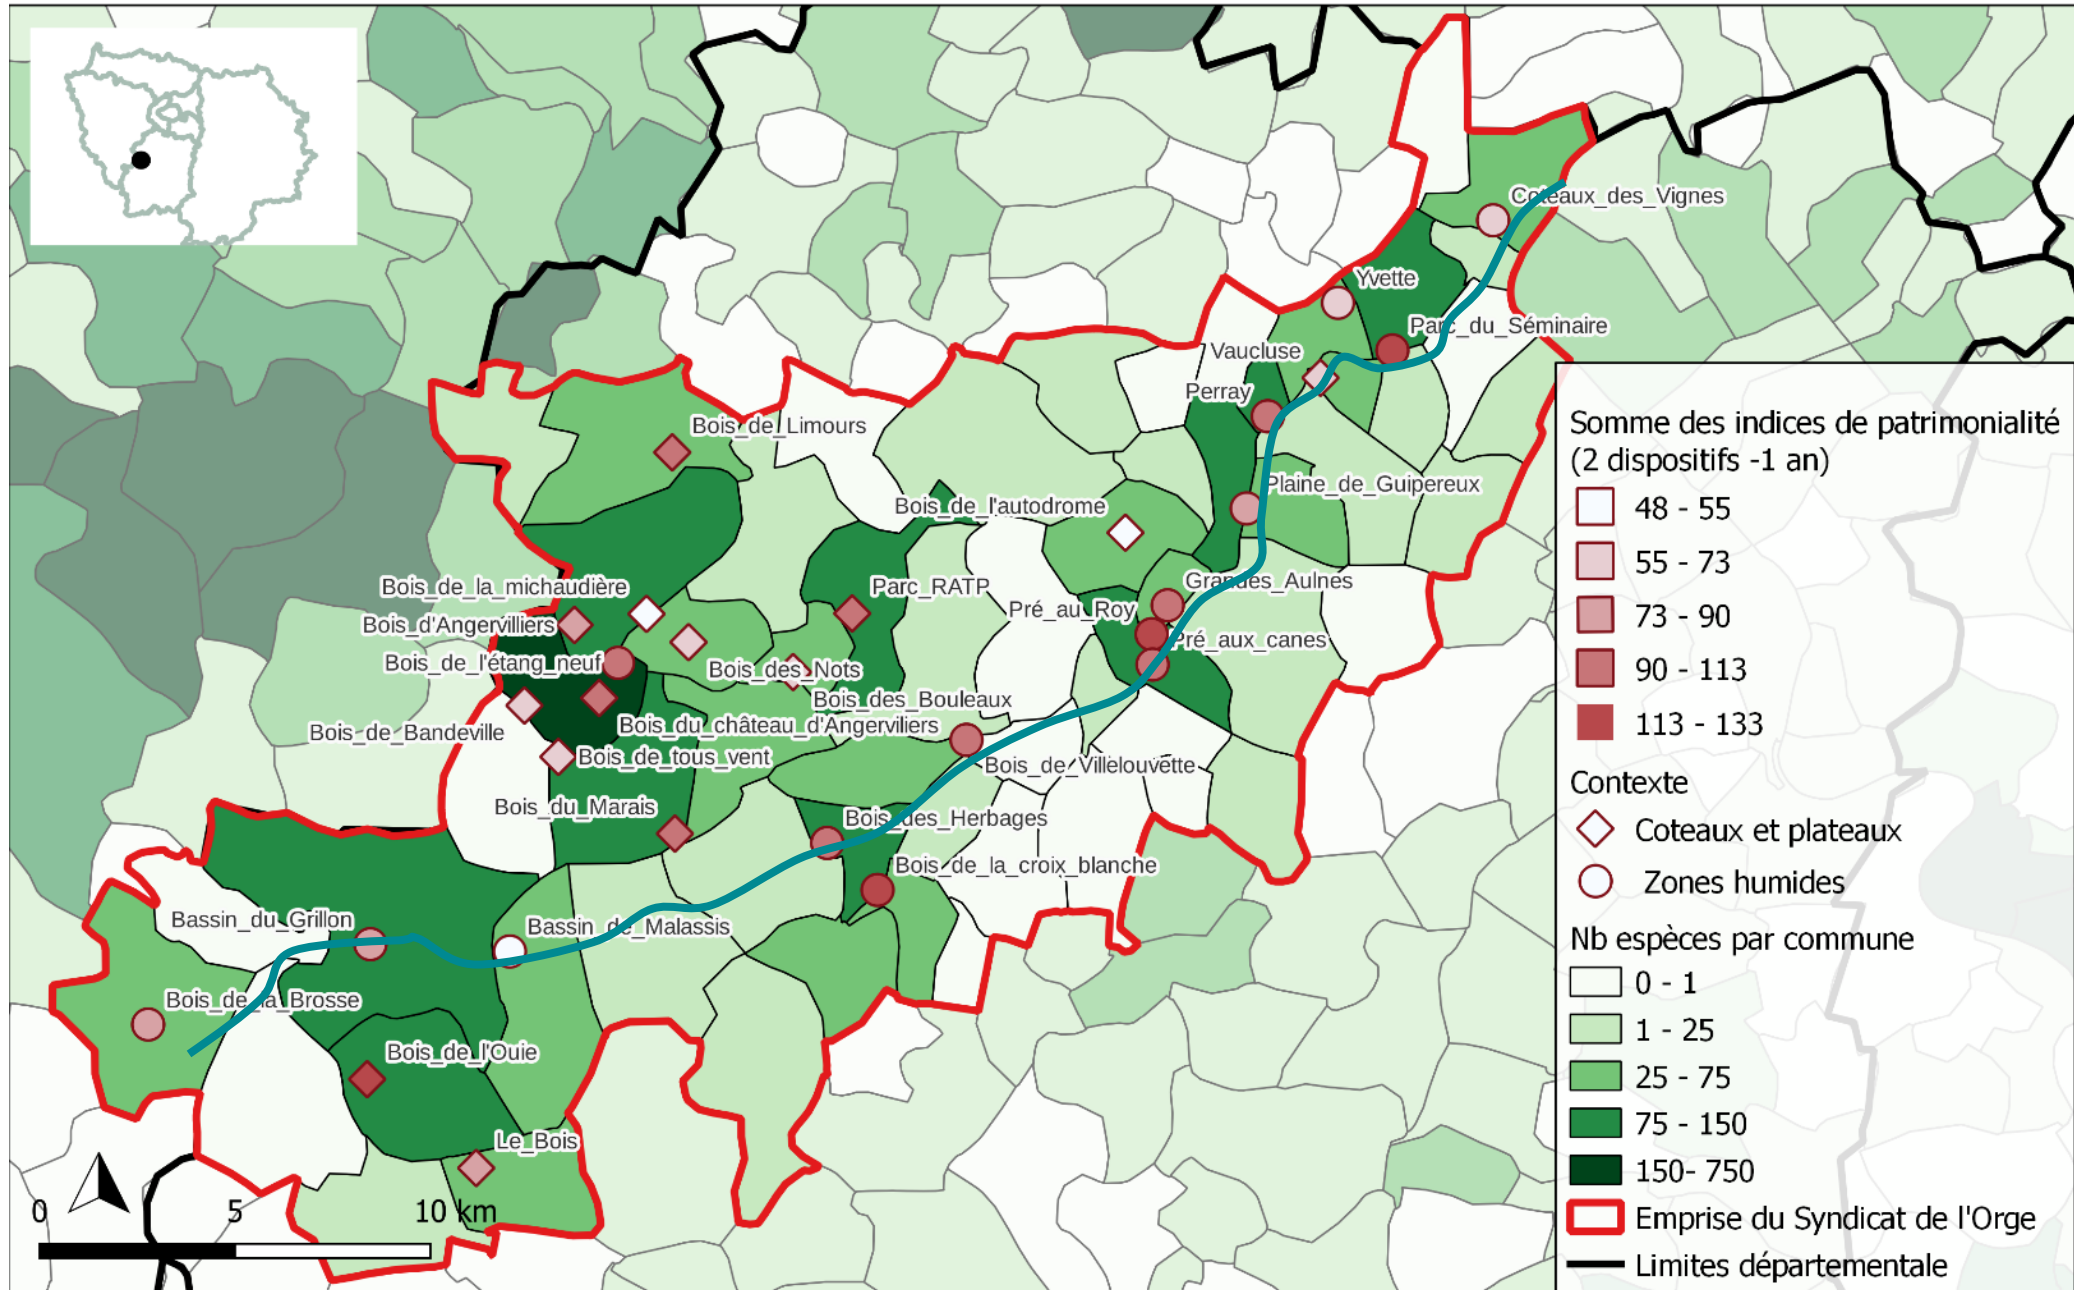 Coteaux_des_Vignes
Yvette
Parc_du_Séminaire
Vaucluse
Perray
Bois_de_Limours
Plaine_de_Guipereux
Bois_de_l'autodrome
Bois_de_la_michaudière
Parc_RATP
Grandes_Aulnes
Pré_au_Roy
Bois_d'Angervilliers
Pré_aux_canes
Bois_de_l'étang_neuf
Bois_des_Nots
Bois_des_Bouleaux
Bois_du_château_d'Angerviliers
Bois_de_Bandeville
Bois_de_tous_vent
Bois_de_Villelouvette
Bois_du_Marais
Bois_des_Herbages
Bois_de_la_croix_blanche
Bassin_du_Grillon
Bassin_de_Malassis
Bois_de_la_Brosse
Bois_de_l'Ouie
Le_Bois
0 5 10 km
Somme des indices de patrimonialité
(2 dispositifs -1 an)
48 - 55
55 - 73
73 - 90
90 - 113
113 - 133
Contexte
Coteaux et plateaux
Zones humides
Nb espèces par commune
0 - 1
1 - 25
25 - 75
75 - 150
150- 750
Emprise du Syndicat de l'Orge
Limites départementale